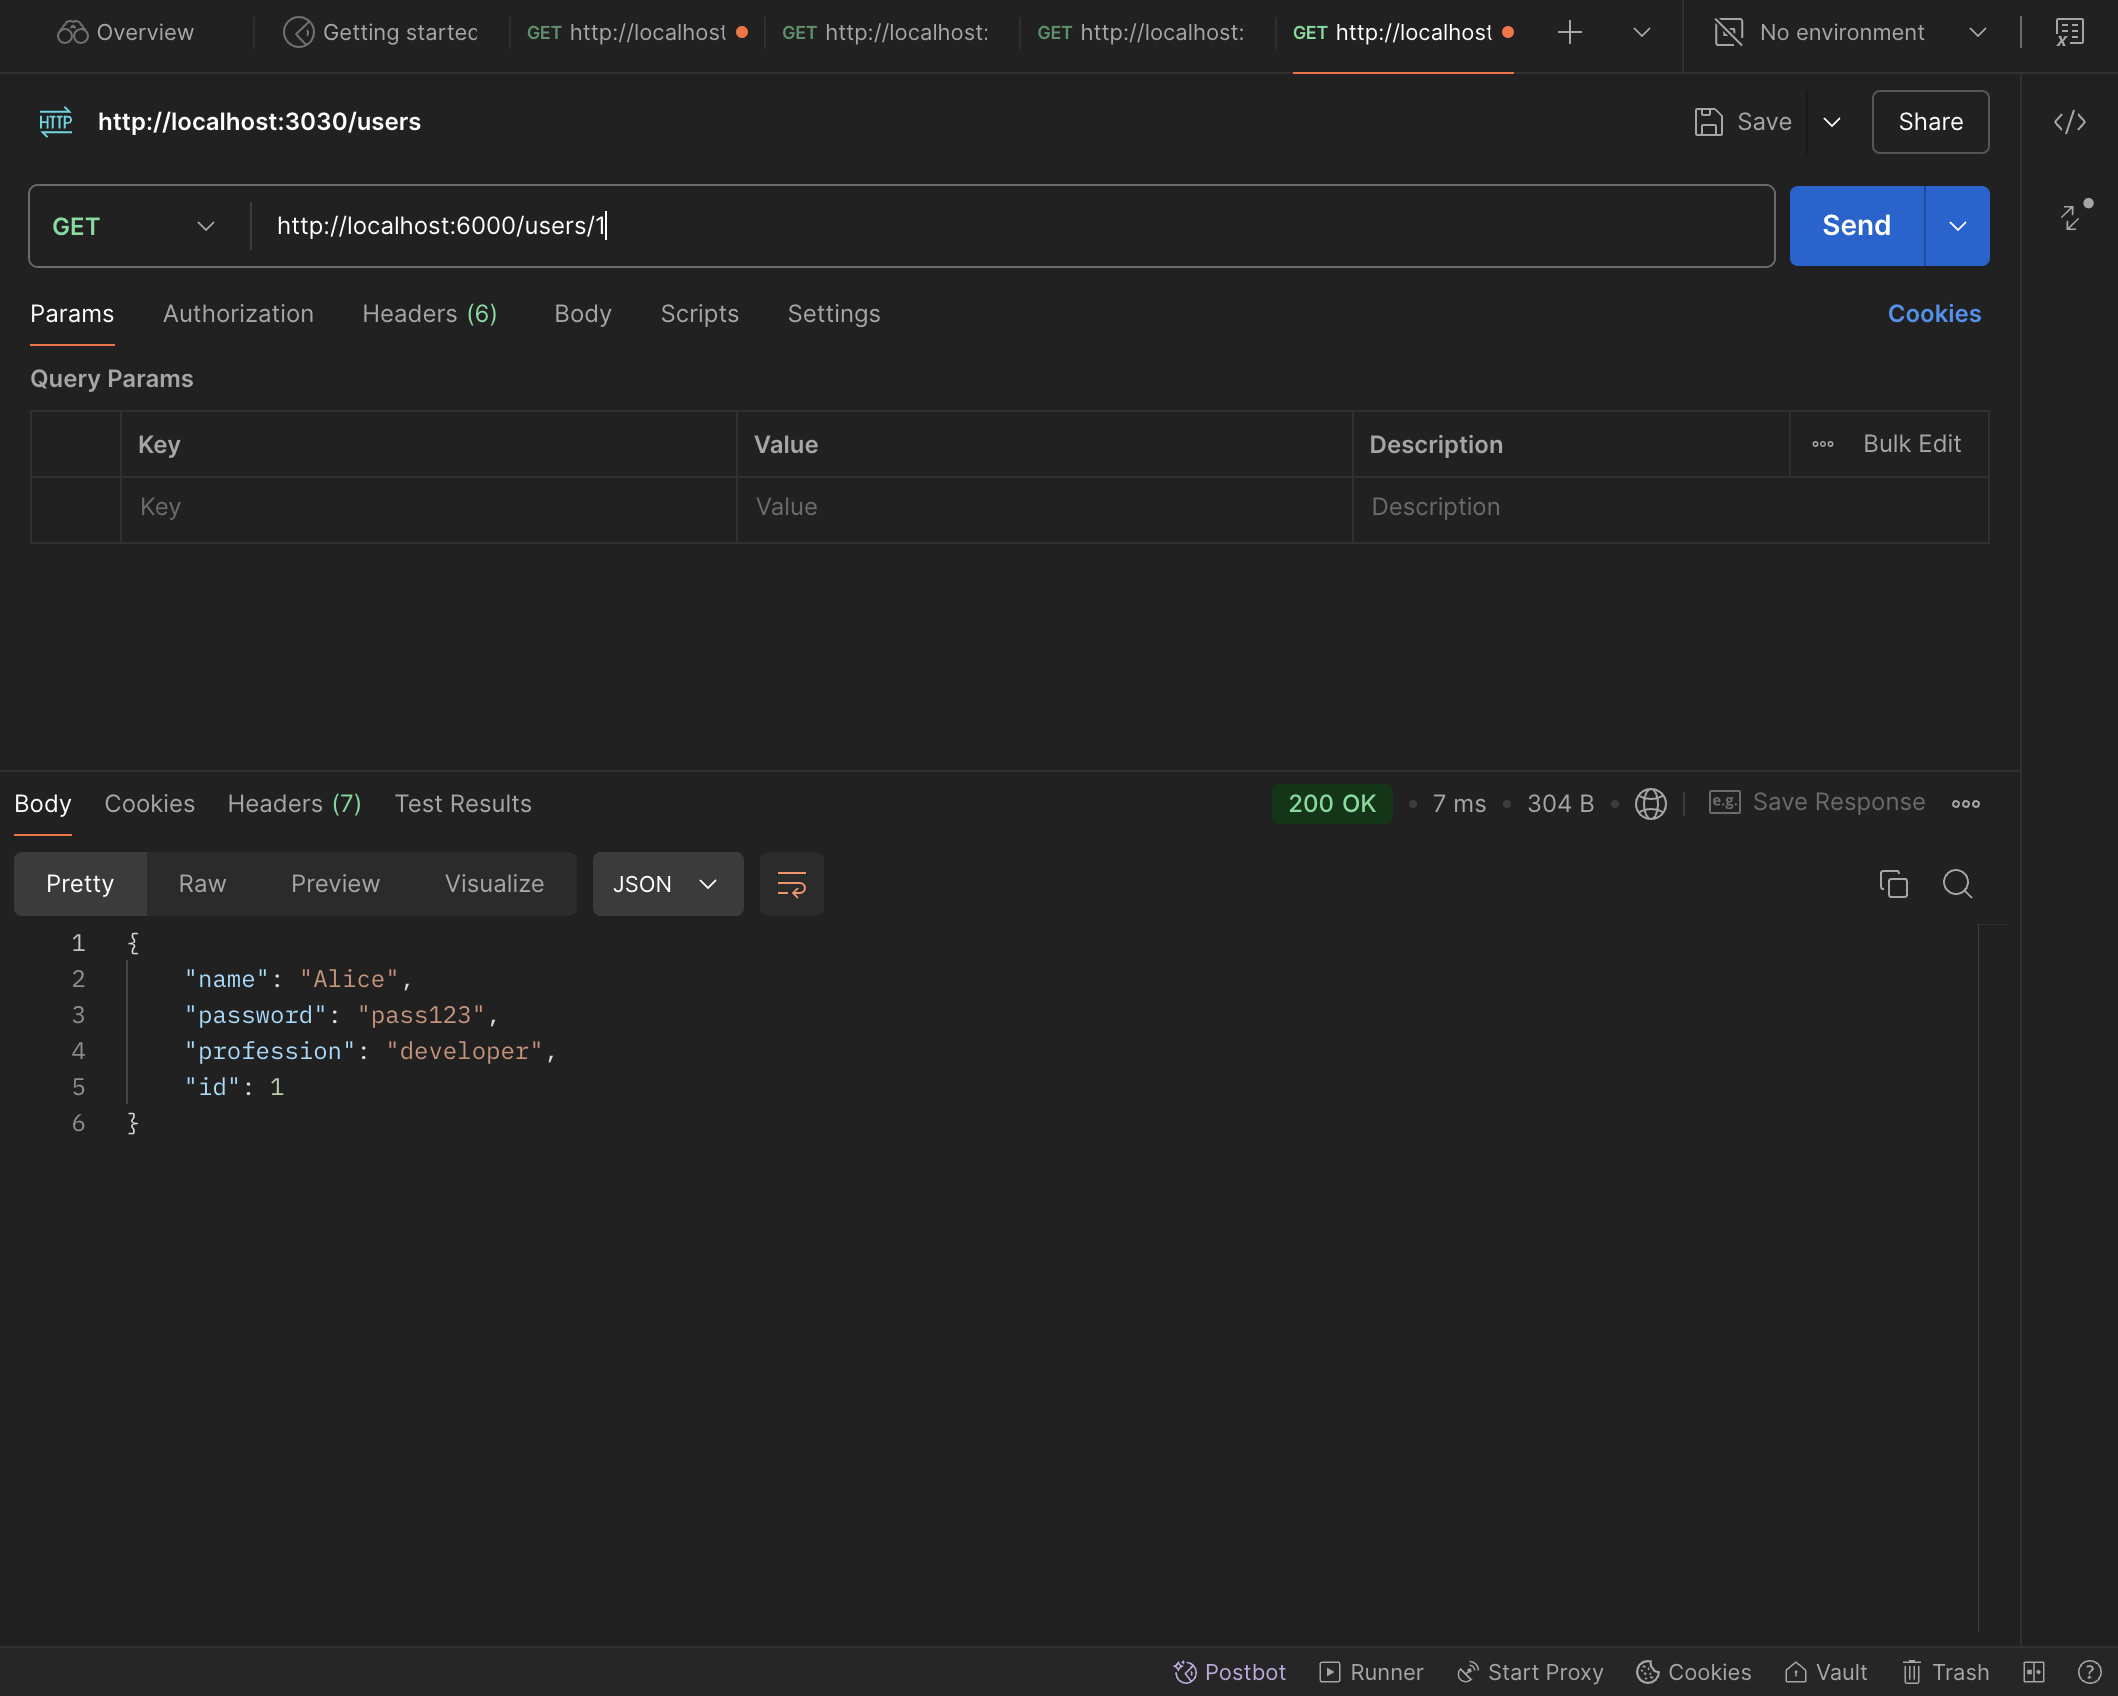 Overview
Getting started
GET http://localhost
GET http://localhost:
GET http://localhost:
GET http://localhost
No environment
HTTP http://localhost:3030/users
Save
Share
GET
http://localhost:6000/users/1
Send
Params
Authorization
Headers (6)
Body
Scripts
Settings
Cookies
Query Params
Key
Value
Description
Bulk Edit
Key
Value
Description
Body
Cookies
Headers (7)
Test Results
200 OK
7 ms
304 B
e.g. Save Response
Pretty
Raw
Preview
Visualize
JSON
1 {
2 "name": "Alice",
3 "password": "pass123",
4 "profession": "developer",
5 "id": 1
6 }
Postbot
Runner
Start Proxy
Cookies
Vault
Trash